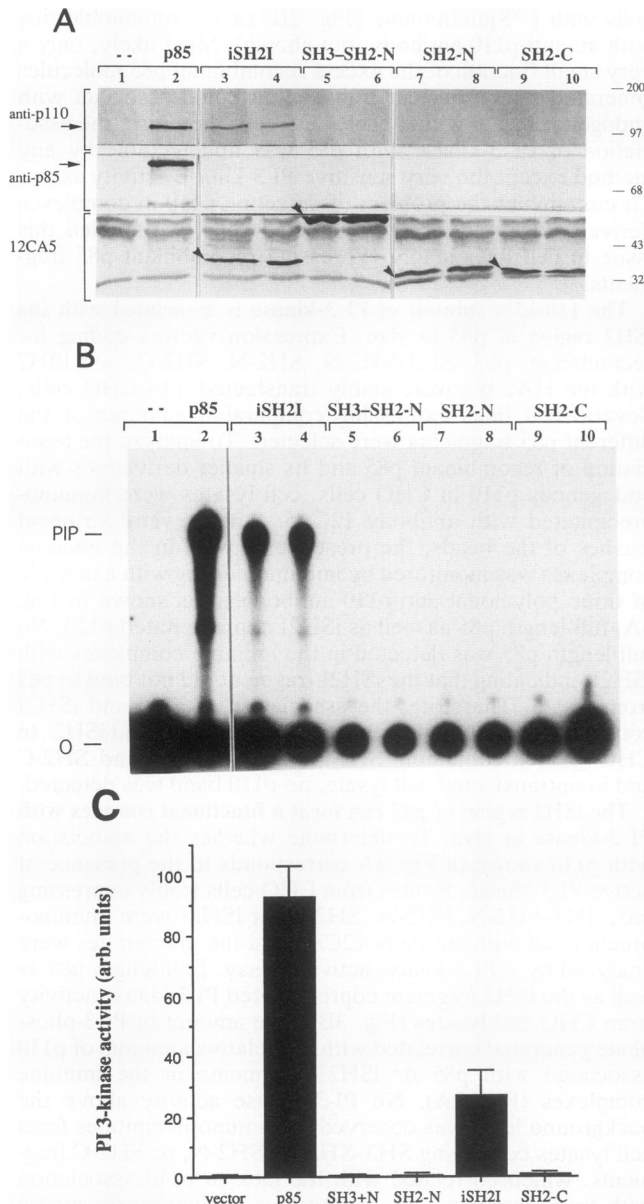 A
- - p85 iSH2I SH3–SH2-N SH2-N SH2-C
1 2 3 4 5 6 7 8 9 10
anti-p110
anti-p85
12CA5
200
97
68
43
32
B
- - p85 iSH2I SH3–SH2-N SH2-N SH2-C
1 2 3 4 5 6 7 8 9 10
PIP
O
C
PI 3-kinase activity (arb. units)
100
80
60
40
20
0
vector p85 SH3+N SH2-N iSH2I SH2-C